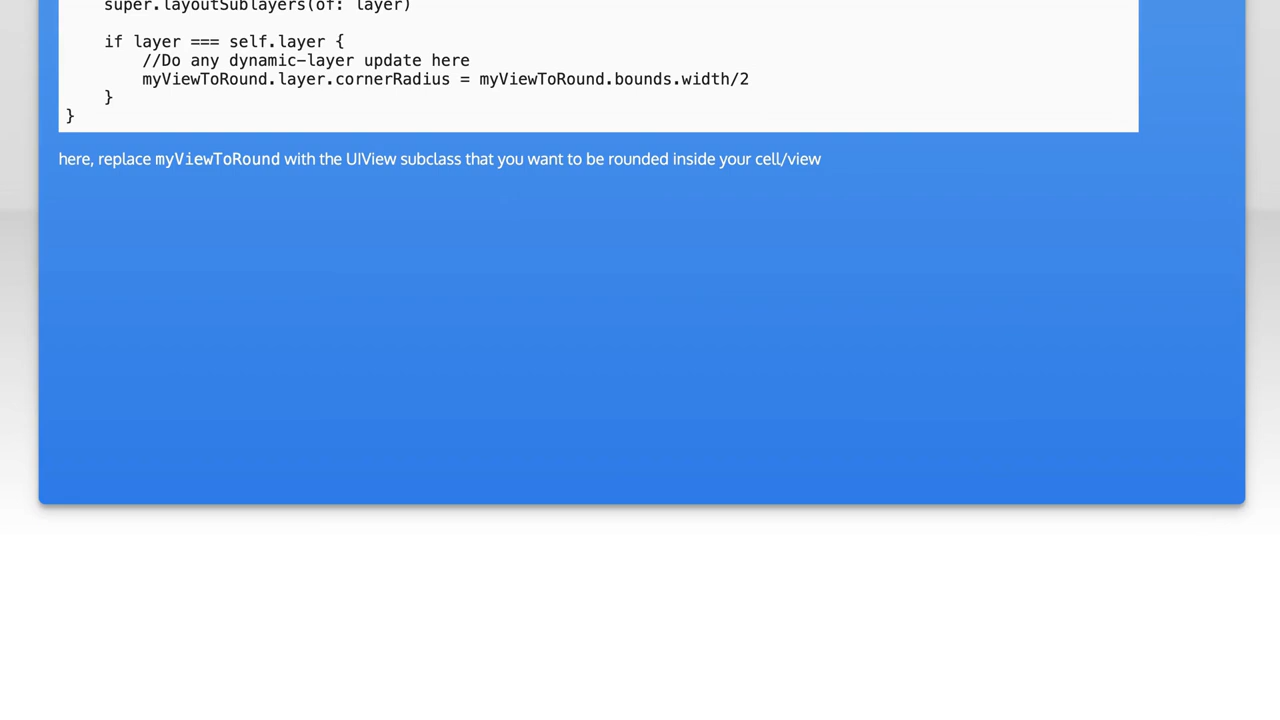 super.layoutSublayers(of: layer)
if layer === self.layer {
//Do any dynamic-layer update here
myViewToRound.layer.cornerRadius = myViewToRound.bounds.width/2
}
}
here, replace myViewToRound with the UIView subclass that you want to be rounded inside your cell/view